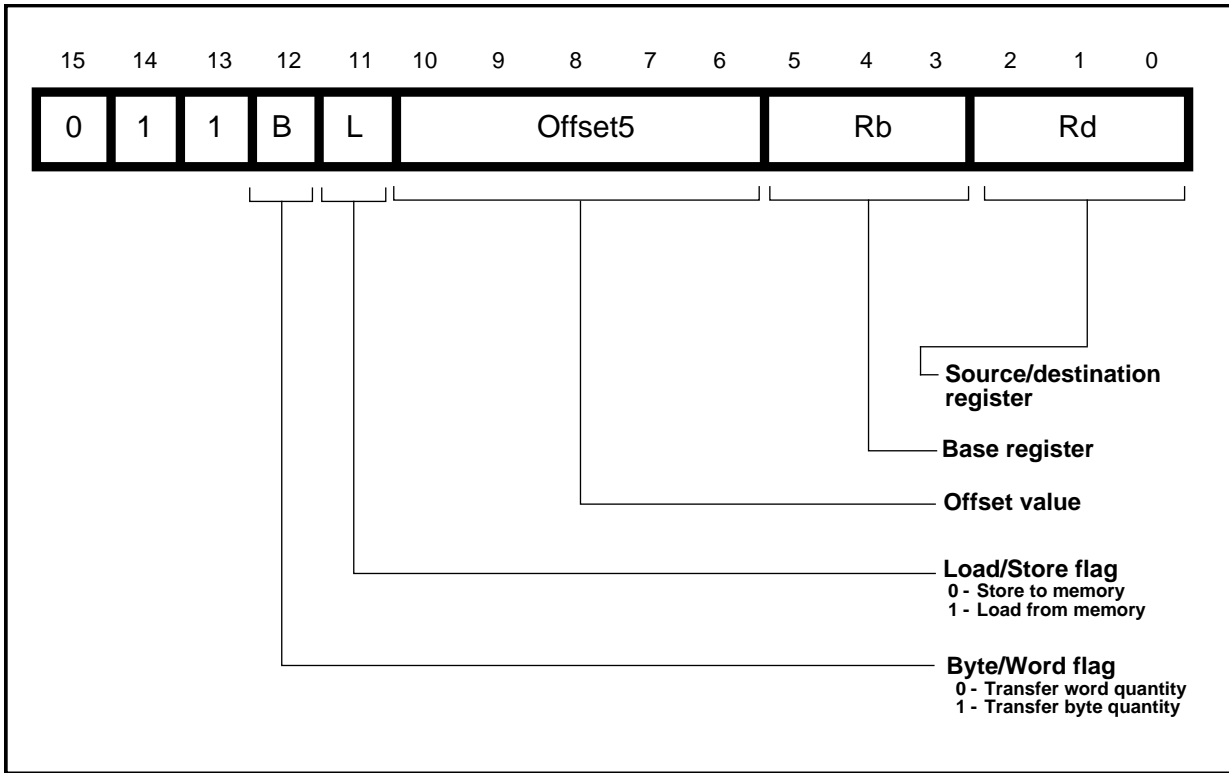 15 14 13 12 11 10 9 8 7 6 5 4 3 2 1 0
0 1 1 B L Offset5 Rb Rd
Source/destination
register
Base register
Offset value
Load/Store flag
0 - Store to memory
1 - Load from memory
Byte/Word flag
0 - Transfer word quantity
1 - Transfer byte quantity